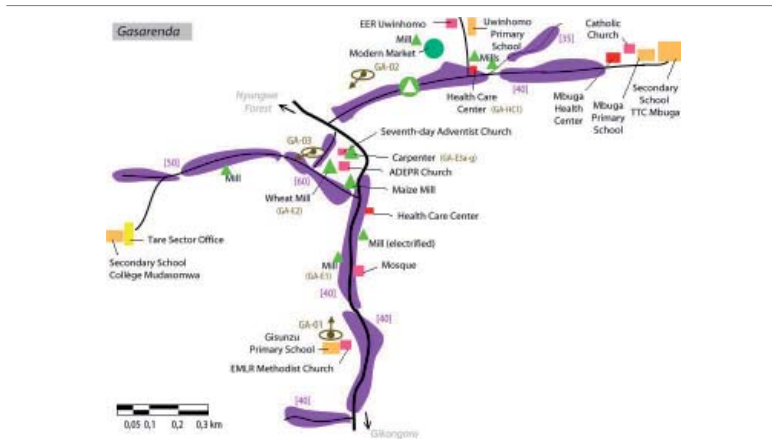 Gasarenda
EER Uwinhomo
Uwinhomo
Primary
School
Catholic
Church
Mill
Modern Market
Mills
[35]
GA-02
[40]
Health Care
Center (GA-HC1)
Mbuga
Health
Center
Mbuga
Primary
School
Secondary
School
TTC Mbuga
Nyungwe
Forest
Seventh-day Adventist Church
GA-03
Carpenter (GA-E3a-g)
ADEPR Church
[50]
Mill
[60]
Maize Mill
Wheat Mill
(GA-E2)
Health Care Center
Tare Sector Office
Mill (electrified)
Secondary School
Collège Mudasomwa
Mill
(GA-E1)
Mosque
[40]
[40]
GA-01
Gisunzu
Primary School
EMLR Methodist Church
[40]
0,05 0,1 0,2 0,3 km
Gikongoro